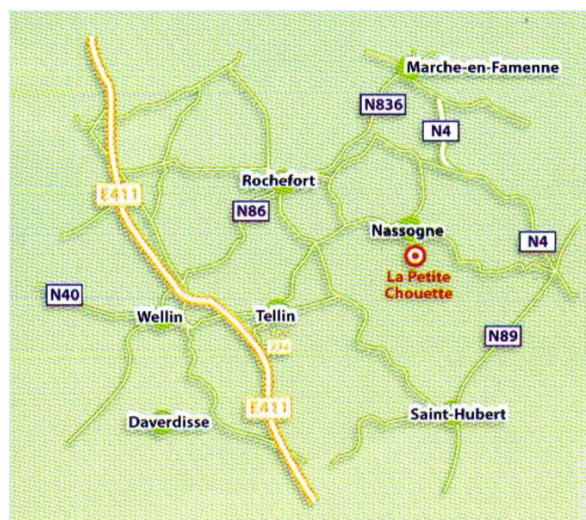 Marche-en-Famenne
N836
N4
Rochefort
E411
N86
Nassogne
N4
La Petite
Chouette
N40
Wellin
Tellin
N89
E411
Saint-Hubert
Daverdisse